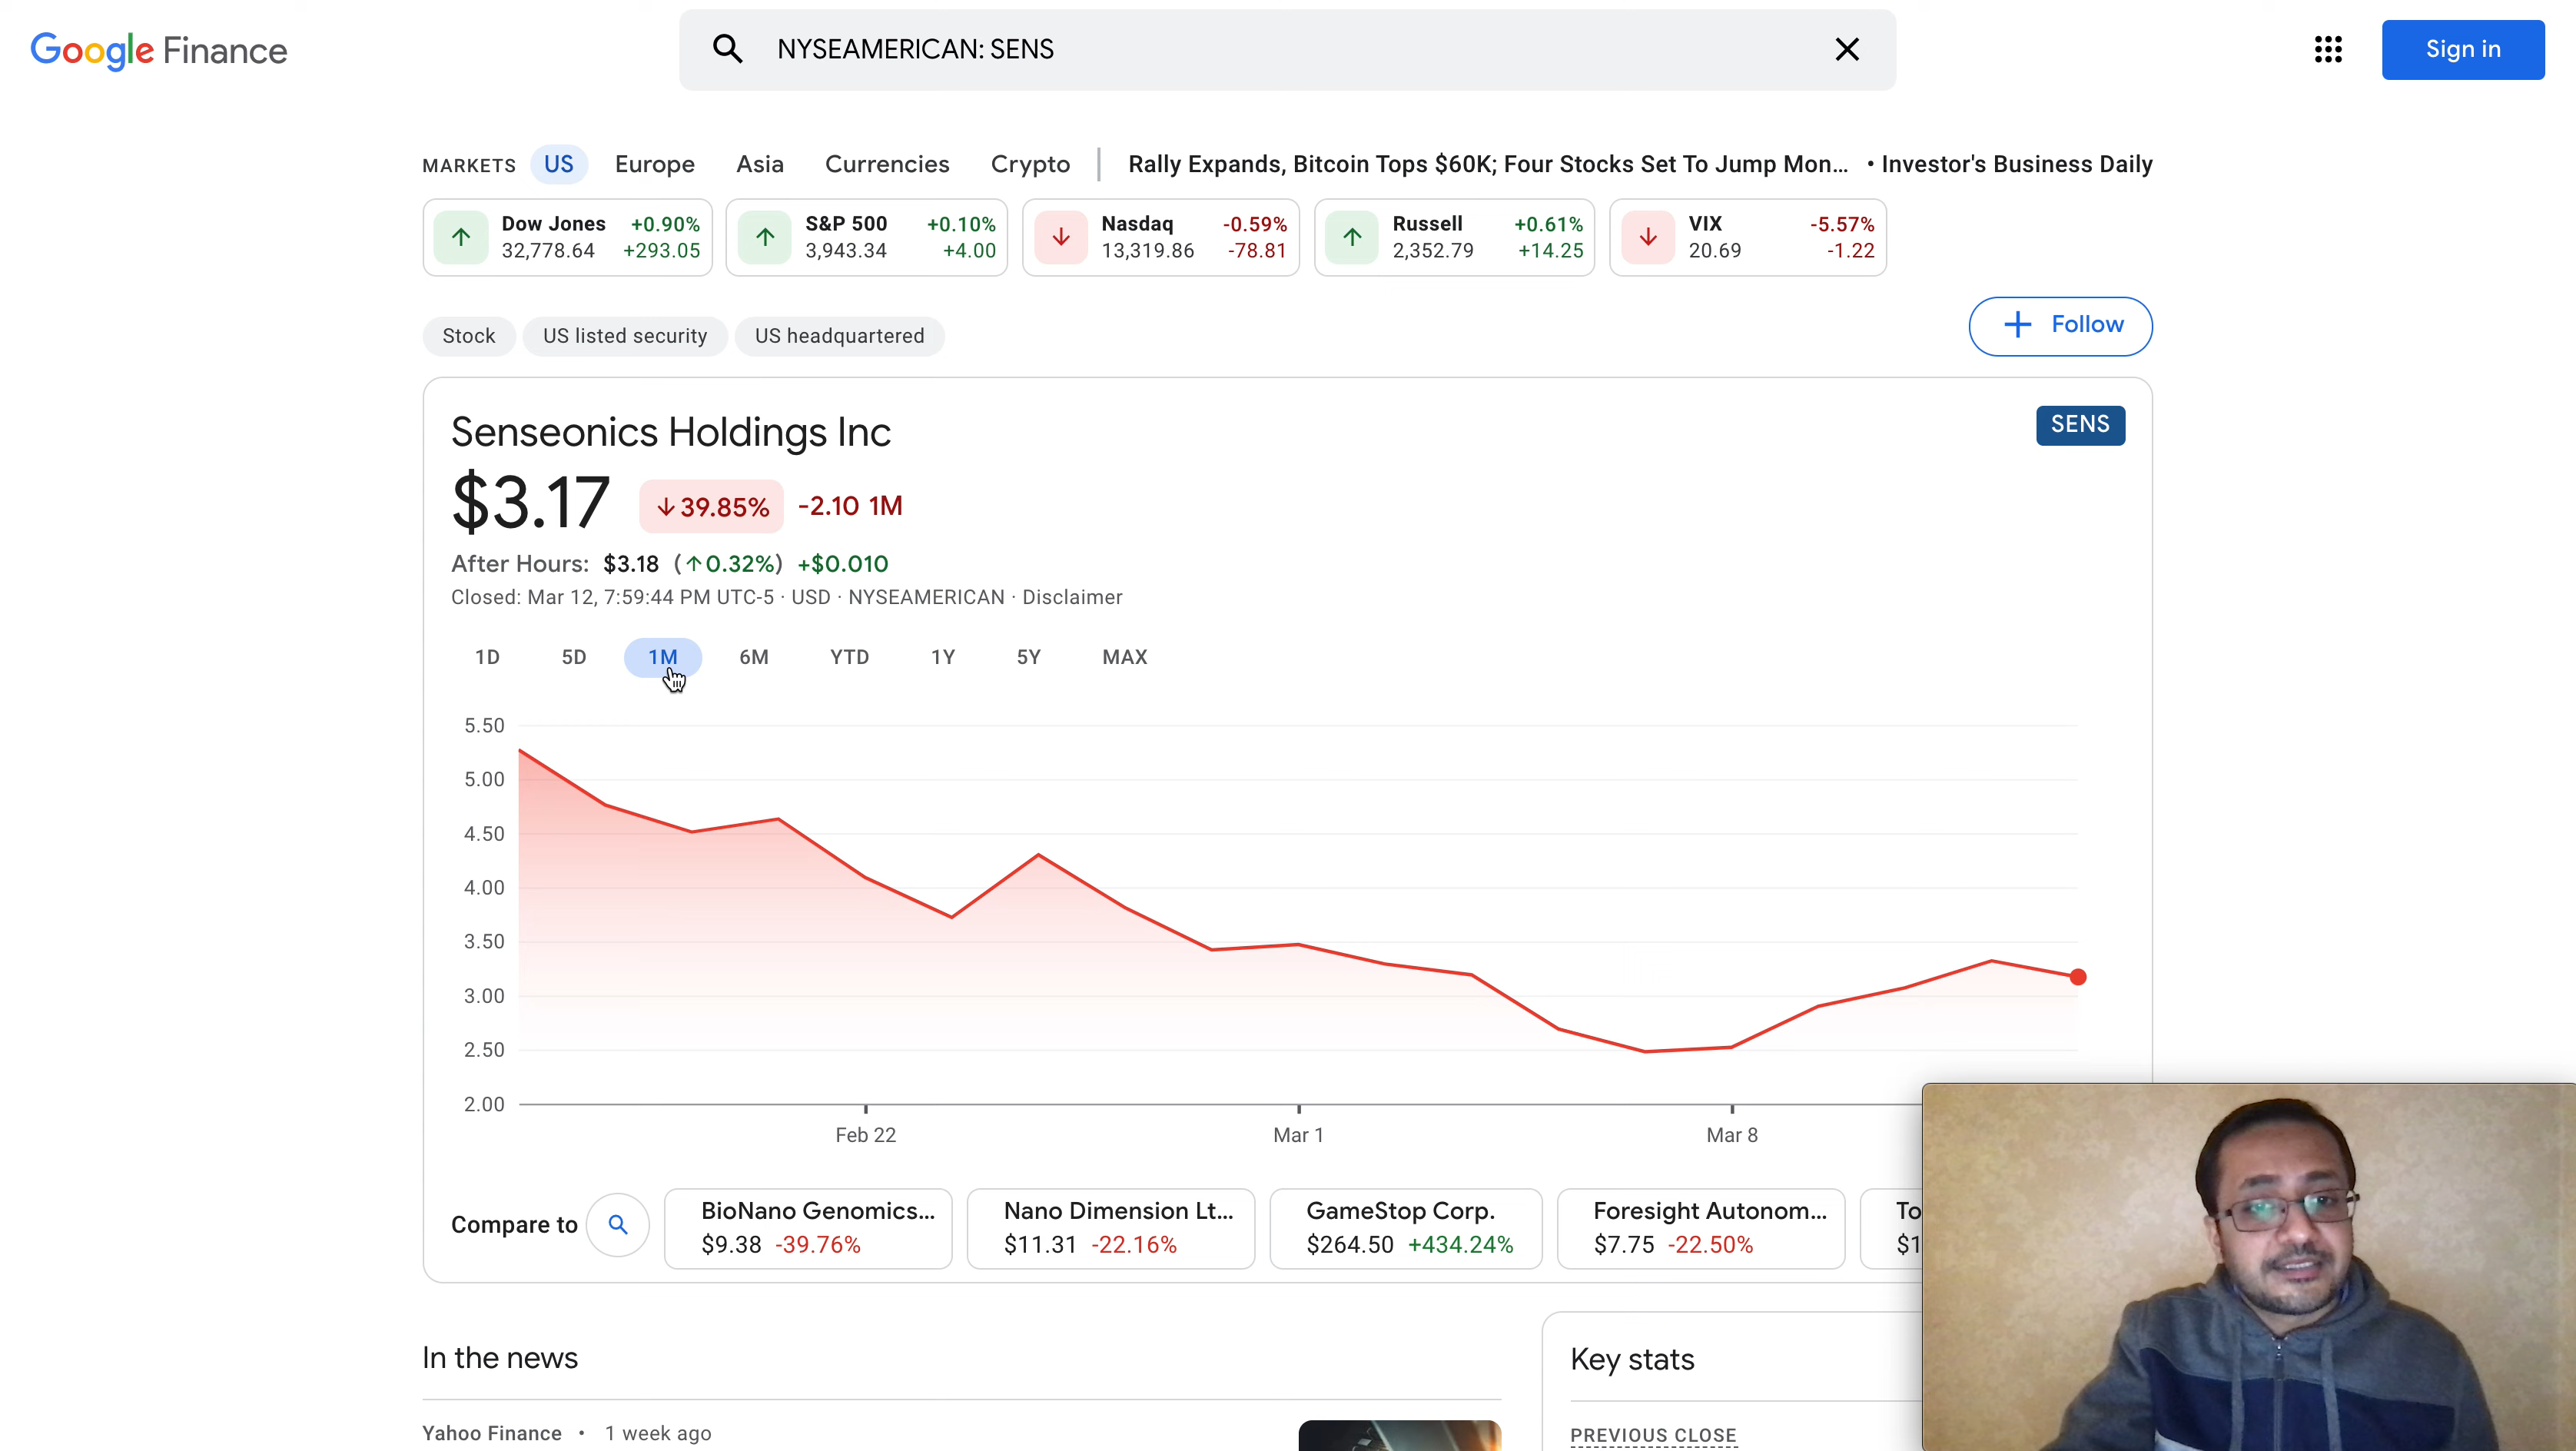 Google Finance
NYSEAMERICAN: SENS
Sign in
MARKETS US Europe Asia Currencies Crypto Rally Expands, Bitcoin Tops $60K; Four Stocks Set To Jump Mon... • Investor's Business Daily
Dow Jones +0.90%
32,778.64 +293.05
S&P 500 +0.10%
3,943.34 +4.00
Nasdaq -0.59%
13,319.86 -78.81
Russell +0.61%
2,352.79 +14.25
VIX -5.57%
20.69 -1.22
Stock US listed security US headquartered
+ Follow
Senseonics Holdings Inc
SENS
$3.17 ↓39.85% -2.10 1M
After Hours: $3.18 (↑0.32%) +$0.010
Closed: Mar 12, 7:59:44 PM UTC-5 · USD · NYSEAMERICAN · Disclaimer
1D 5D 1M 6M YTD 1Y 5Y MAX
5.50
5.00
4.50
4.00
3.50
3.00
2.50
2.00
Feb 22 Mar 1 Mar 8
Compare to
BioNano Genomics...
$9.38 -39.76%
Nano Dimension Lt...
$11.31 -22.16%
GameStop Corp.
$264.50 +434.24%
Foresight Autonom...
$7.75 -22.50%
To
$1
In the news
Yahoo Finance • 1 week ago
Key stats
PREVIOUS CLOSE